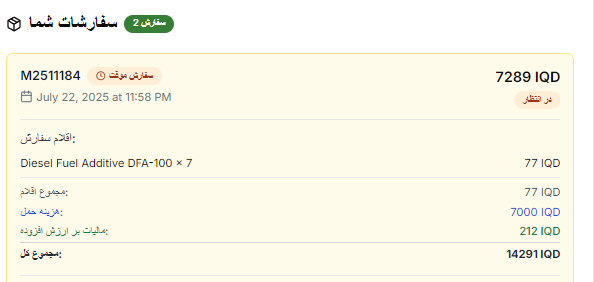 سفارشات شما سفارش 2
M2511184 سفارش موقت 7289 IQD
July 22, 2025 at 11:58 PM در انتظار
اقلام سفارش:
Diesel Fuel Additive DFA-100 × 7 77 IQD
مجموع اقلام: 77 IQD
هزینه حمل: 7000 IQD
مالیات بر ارزش افزوده: 212 IQD
مجموع کل: 14291 IQD